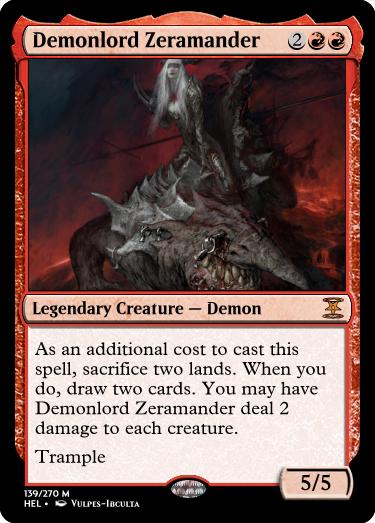 Demonlord Zeramander 2
Legendary Creature — Demon
As an additional cost to cast this
spell, sacrifice two lands. When you
do, draw two cards. You may have
Demonlord Zeramander deal 2
damage to each creature.
Trample
5/5
139/270 M
HEL • Vulpes-Ibculta